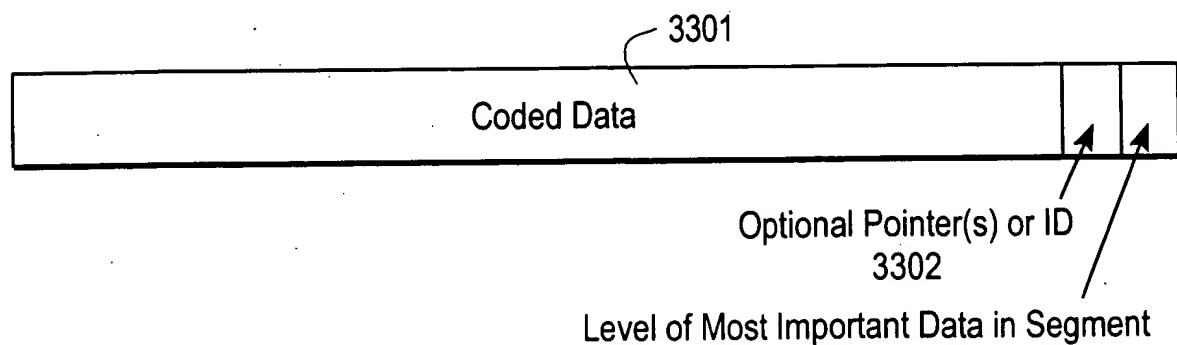 3301
Coded Data
Optional Pointer(s) or ID
3302
Level of Most Important Data in Segment